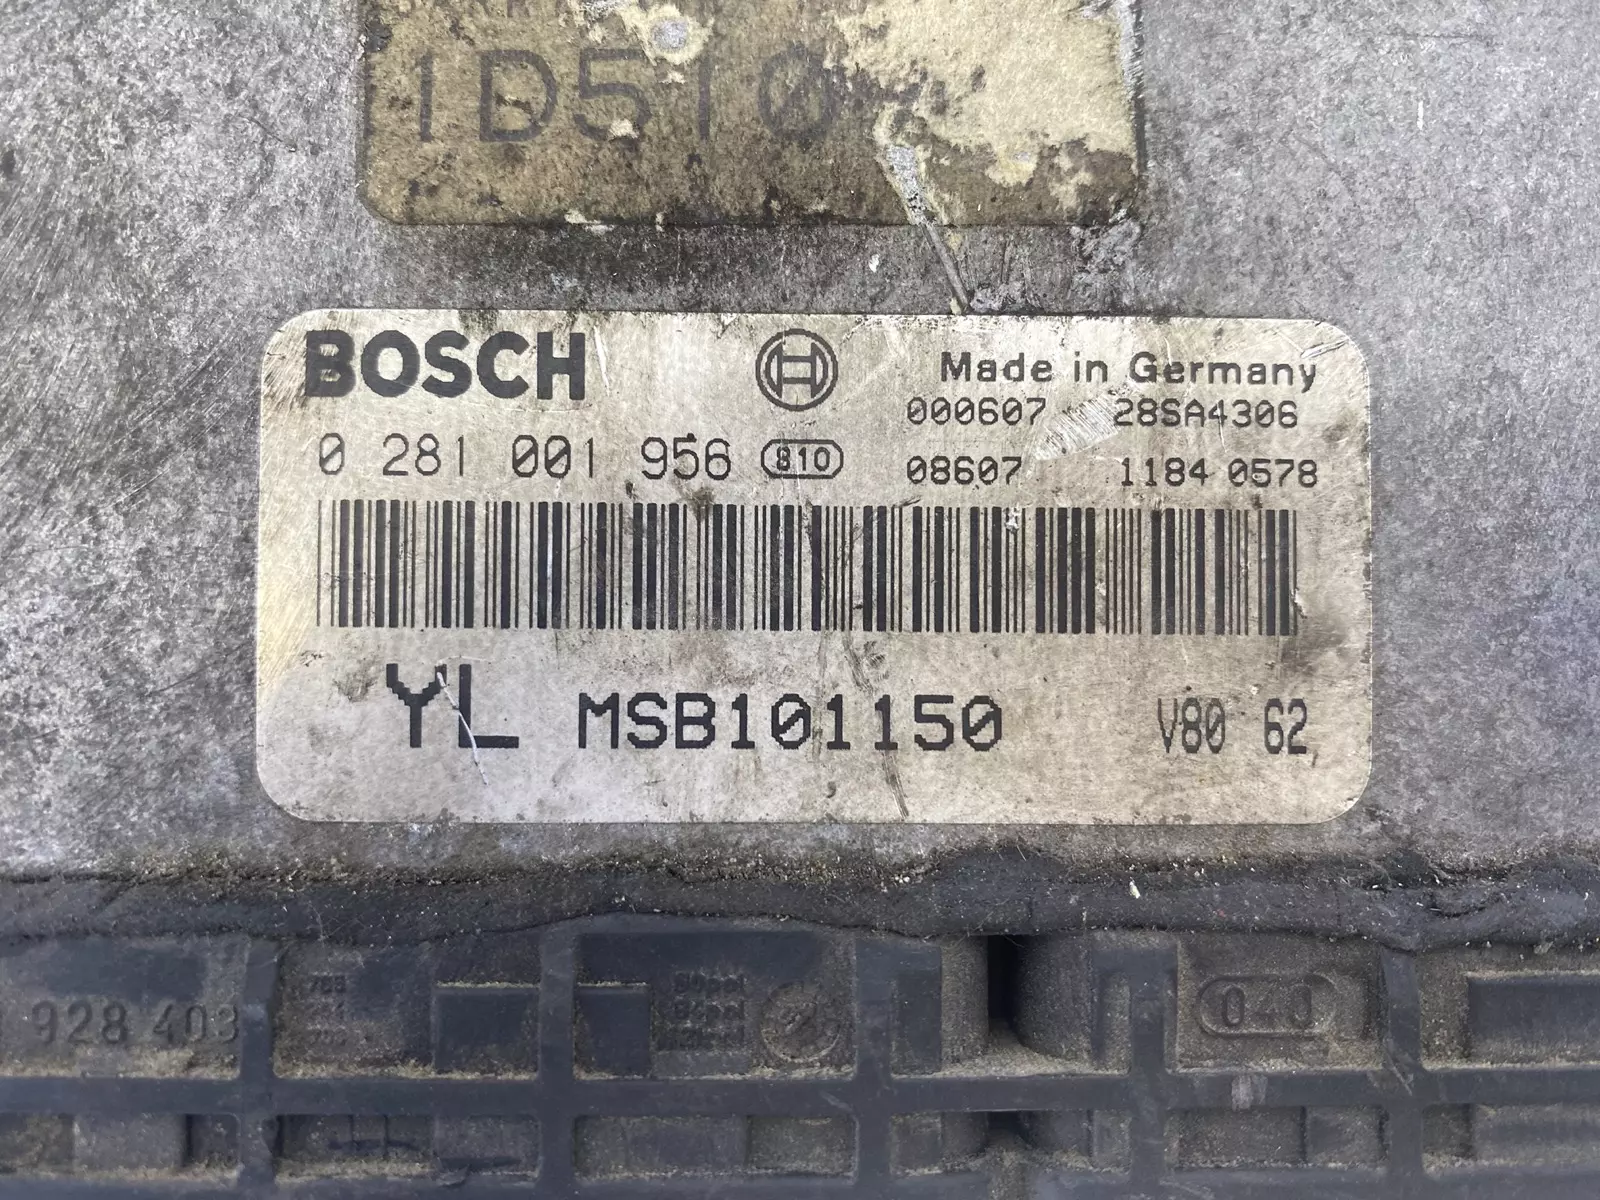 1D510
BOSCH
Made in Germany
000607 28SA4306
0 281 001 956 810
08607 1184 0578
YL MSB101150 V80 62
928 403
040